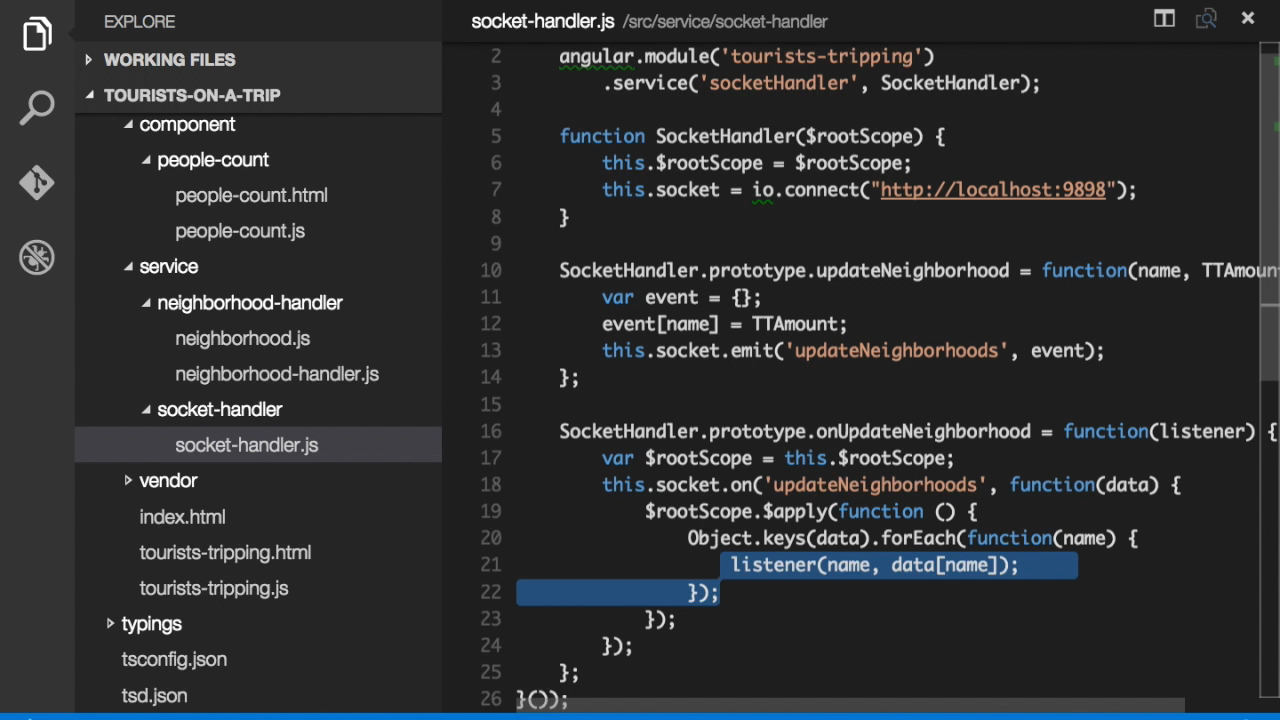 EXPLORE
WORKING FILES
TOURISTS-ON-A-TRIP
component
people-count
people-count.html
people-count.js
service
neighborhood-handler
neighborhood.js
neighborhood-handler.js
socket-handler
socket-handler.js
vendor
index.html
tourists-tripping.html
tourists-tripping.js
typings
tsconfig.json
tsd.json
socket-handler.js /src/service/socket-handler
2 angular.module('tourists-tripping')
3 .service('socketHandler', SocketHandler);
4
5 function SocketHandler($rootScope) {
6 this.$rootScope = $rootScope;
7 this.socket = io.connect("http://localhost:9898");
8 }
9
10 SocketHandler.prototype.updateNeighborhood = function(name, TTAmoun
11 var event = {};
12 event[name] = TTAmount;
13 this.socket.emit('updateNeighborhoods', event);
14 };
15
16 SocketHandler.prototype.onUpdateNeighborhood = function(listener) {
17 var $rootScope = this.$rootScope;
18 this.socket.on('updateNeighborhoods', function(data) {
19 $rootScope.$apply(function () {
20 Object.keys(data).forEach(function(name) {
21 listener(name, data[name]);
22 });
23 });
24 });
25 };
26 }());